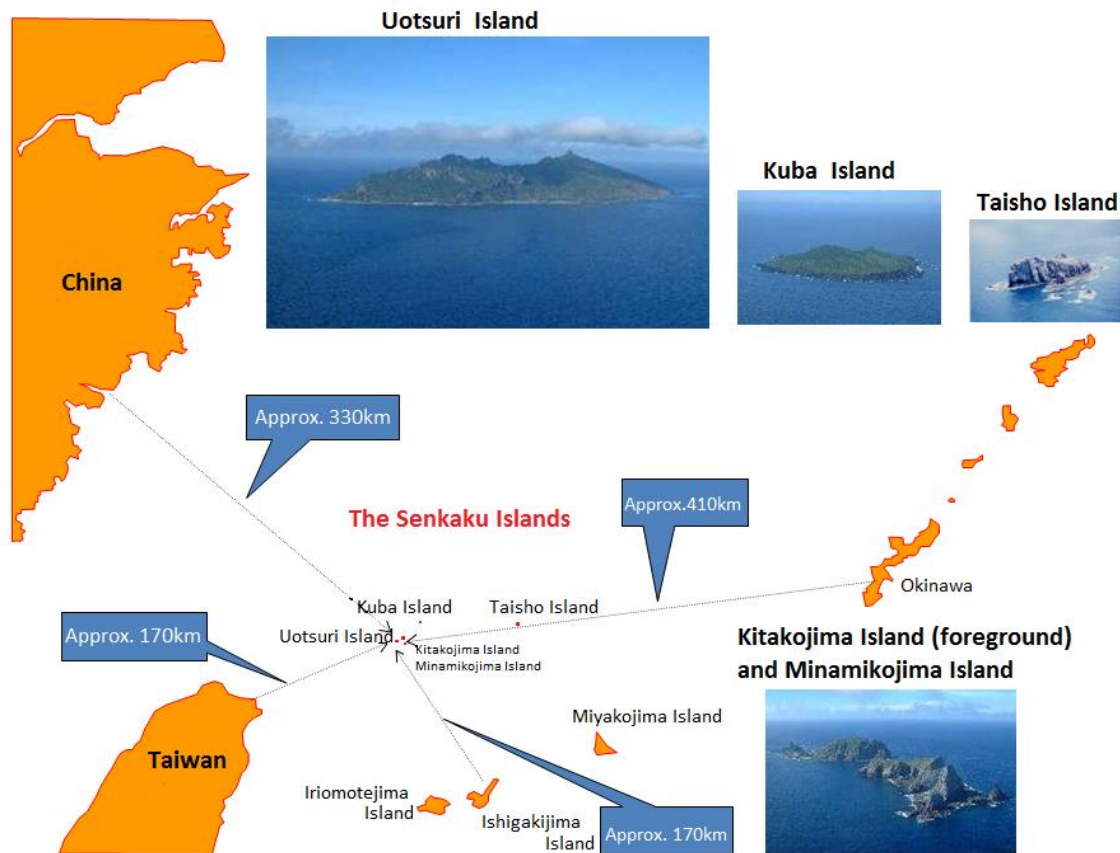 Uotsuri Island
Kuba Island
Taisho Island
China
Approx. 330km
The Senkaku Islands
Approx.410km
Okinawa
Kuba Island
Taisho Island
Approx. 170km
Uotsuri Island
Kitakojima Island
Minamikojima Island
Kitakojima Island (foreground)
and Minamikojima Island
Miyakojima Island
Taiwan
Iriomotejima
Island
Ishigakijima
Island
Approx. 170km